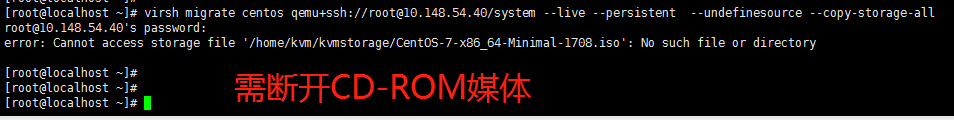 [root@localhost ~]# virsh migrate centos qemu+ssh://root@10.148.54.40/system --live --persistent  --undefinesource --copy-storage-all
root@10.148.54.40's password:
error: Cannot access storage file '/home/kvm/kvmstorage/CentOS-7-x86_64-Minimal-1708.iso': No such file or directory
[root@localhost ~]#
[root@localhost ~]#
[root@localhost ~]#
需断开CD-ROM媒体